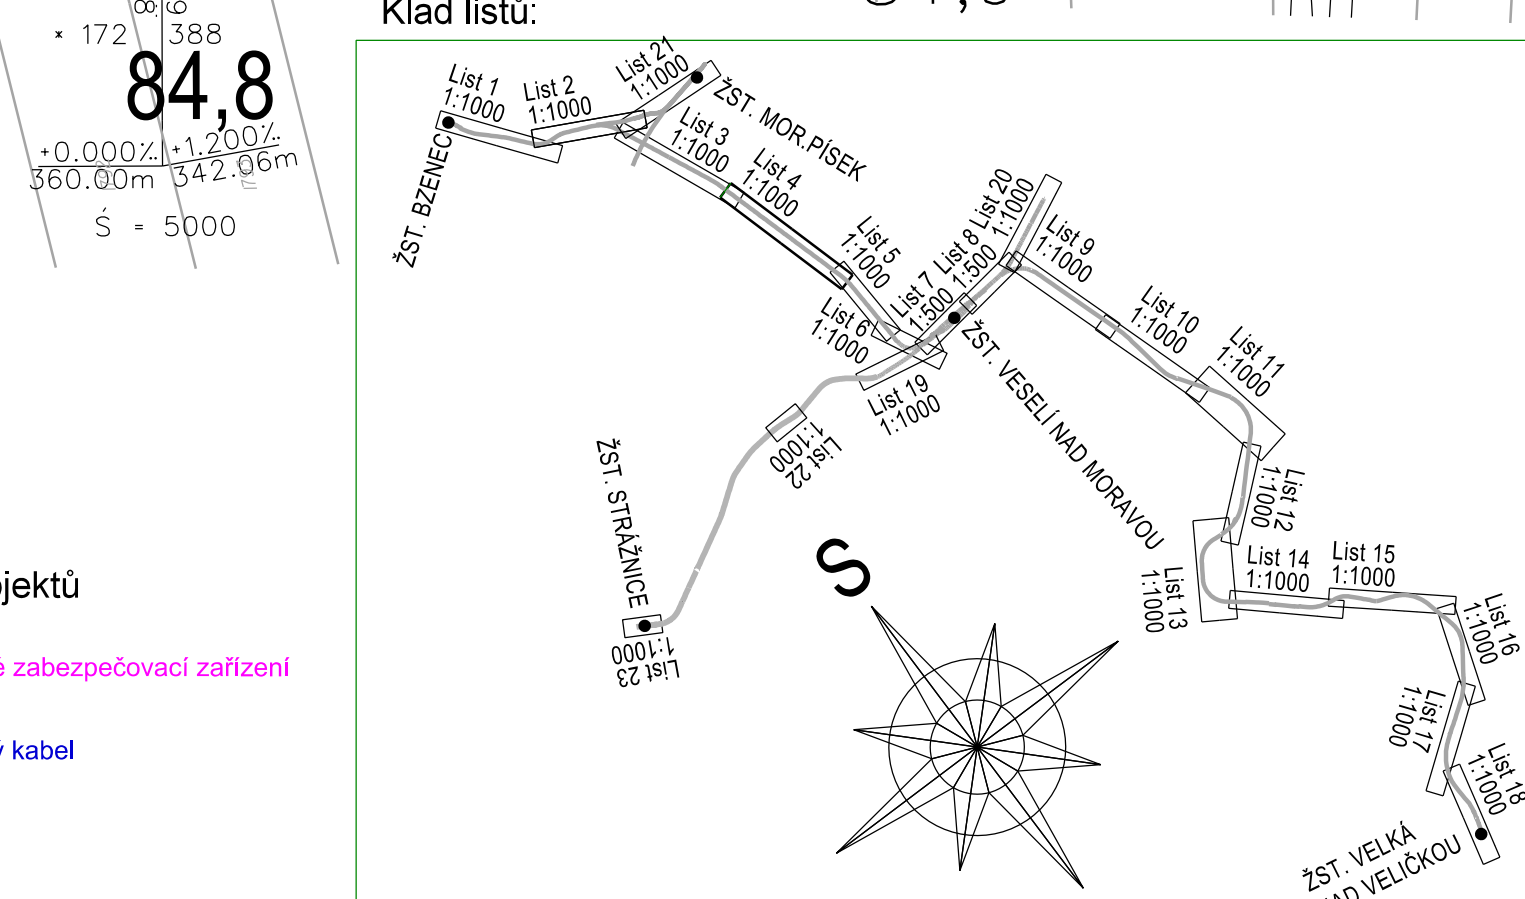 Klad listů:
172
388
84,8
+0.000‰
+1.200‰
360.00m
342.06m
Ś = 5000
List 1
1:1000
List 2
1:1000
List 21
1:1000
ŽST. MOR.PÍSEK
ŽST. BZENEC
List 3
1:1000
List 4
1:1000
List 5
1:1000
List 6
1:1000
List 7
1:500
List 8
1:500
List 20
1:1000
List 9
1:1000
List 10
1:1000
List 11
1:1000
List 19
1:1000
ŽST. VESELÍ NAD MORAVOU
List 22
1:1000
ŽST. STRÁŽNICE
List 12
1:1000
List 13
1:1000
List 14
1:1000
List 15
1:1000
List 16
1:1000
List 23
1:1000
List 17
1:1000
List 18
1:1000
ŽST. VELKÁ
NAD VELIČKOU
S
jektů
zabezpečovací zařízení
ý kabel